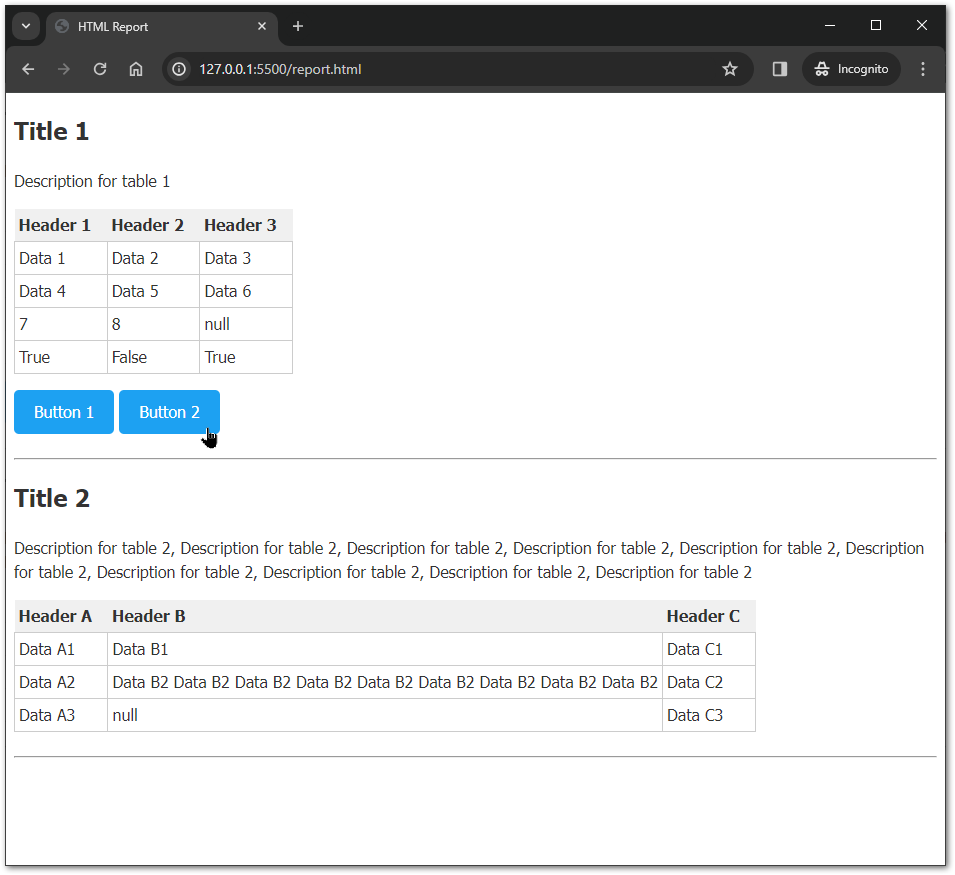 HTML Report
127.0.0.1:5500/report.html
Incognito
Title 1
Description for table 1
Header 1 Header 2 Header 3
Data 1 Data 2 Data 3
Data 4 Data 5 Data 6
7 8 null
True False True
Button 1 Button 2
Title 2
Description for table 2, Description for table 2, Description for table 2, Description for table 2, Description for table 2, Description
for table 2, Description for table 2, Description for table 2, Description for table 2, Description for table 2
Header A Header B Header C
Data A1 Data B1 Data C1
Data A2 Data B2 Data B2 Data B2 Data B2 Data B2 Data B2 Data B2 Data B2 Data B2 Data C2
Data A3 null Data C3